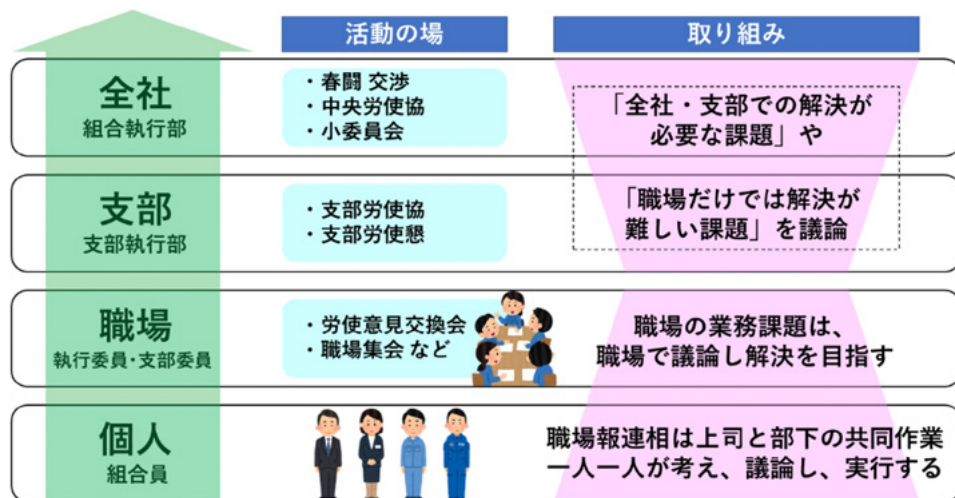 活動の場
取り組み
全社
組合執行部
・春闘 交渉
・中央労使協
・小委員会
「全社・支部での解決が
必要な課題」や
支部
支部執行部
・支部労使協
・支部労使懇
「職場だけでは解決が
難しい課題」を議論
職場
執行委員・支部委員
・労使意見交換会
・職場集会 など
職場の業務課題は、
職場で議論し解決を目指す
個人
組合員
職場報連相は上司と部下の共同作業
一人一人が考え、議論し、実行する